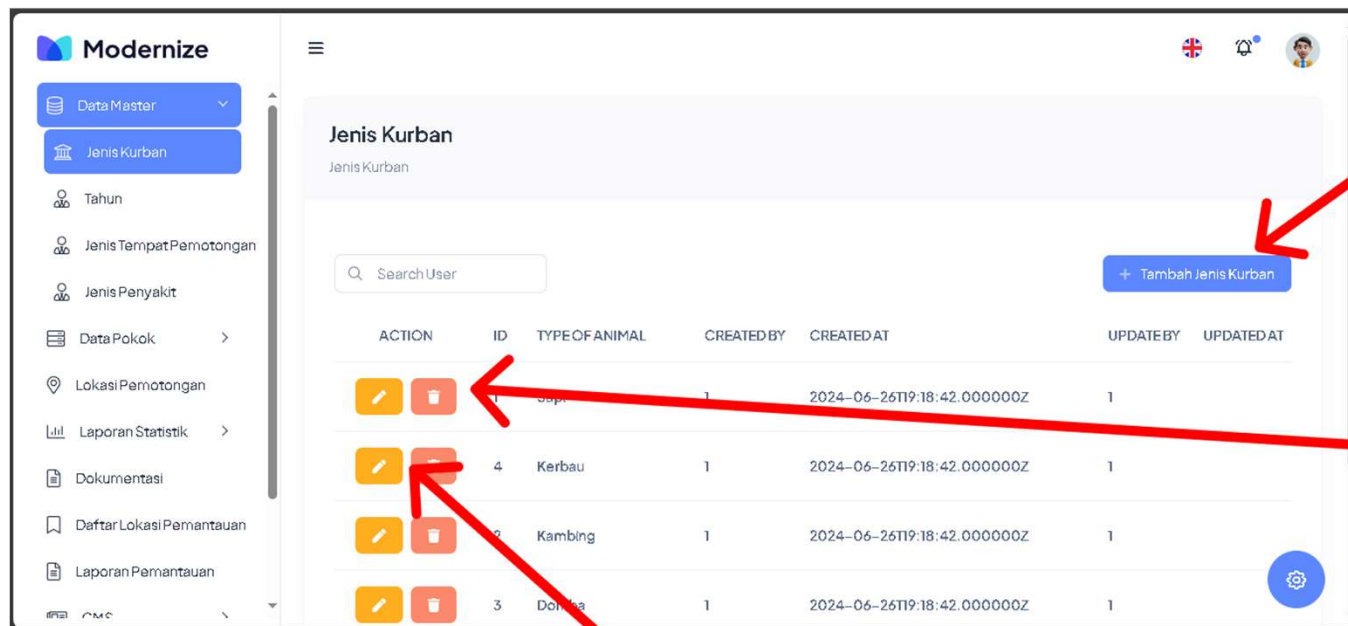 Modernize
Data Master
Jenis Kurban
Tahun
Jenis Tempat Pemotongan
Jenis Penyakit
Data Pokok
Lokasi Pemotongan
Laporan Statistik
Dokumentasi
Daftar Lokasi Pemantauan
Laporan Pemantauan
CMS
Jenis Kurban
Jenis Kurban
Search User
+ Tambah Jenis Kurban
ACTION ID TYPE OF ANIMAL CREATED BY CREATED AT UPDATE BY UPDATED AT
1 2024-06-26T19:18:42.000000Z 1
4 Kerbau 1 2024-06-26T19:18:42.000000Z 1
2 Kambing 1 2024-06-26T19:18:42.000000Z 1
3 Domba 1 2024-06-26T19:18:42.000000Z 1